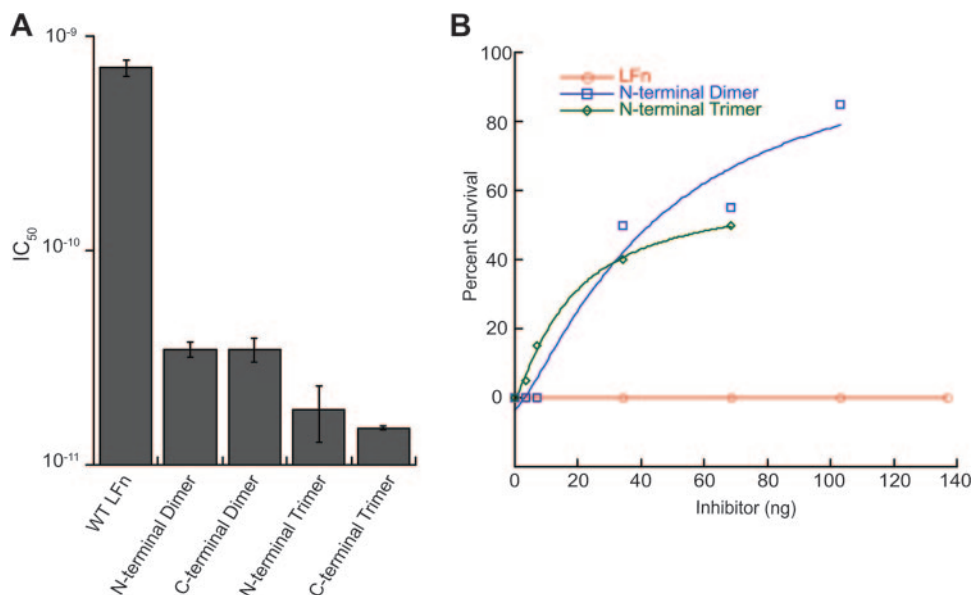 A
10⁻⁹
10⁻¹⁰
10⁻¹¹
IC₅₀
WT LFn
N-terminal Dimer
C-terminal Dimer
N-terminal Trimer
C-terminal Trimer
B
LFn
N-terminal Dimer
N-terminal Trimer
100
80
60
40
20
0
Percent Survival
0 20 40 60 80 100 120 140
Inhibitor (ng)